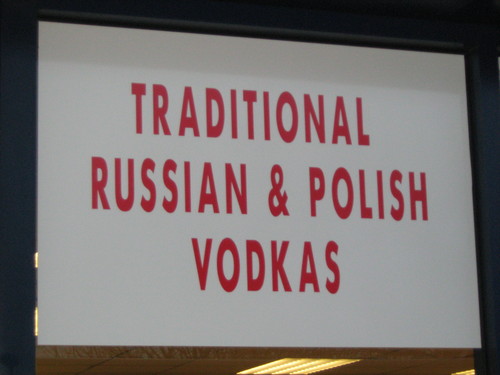 TRADITIONAL
RUSSIAN & POLISH
VODKAS